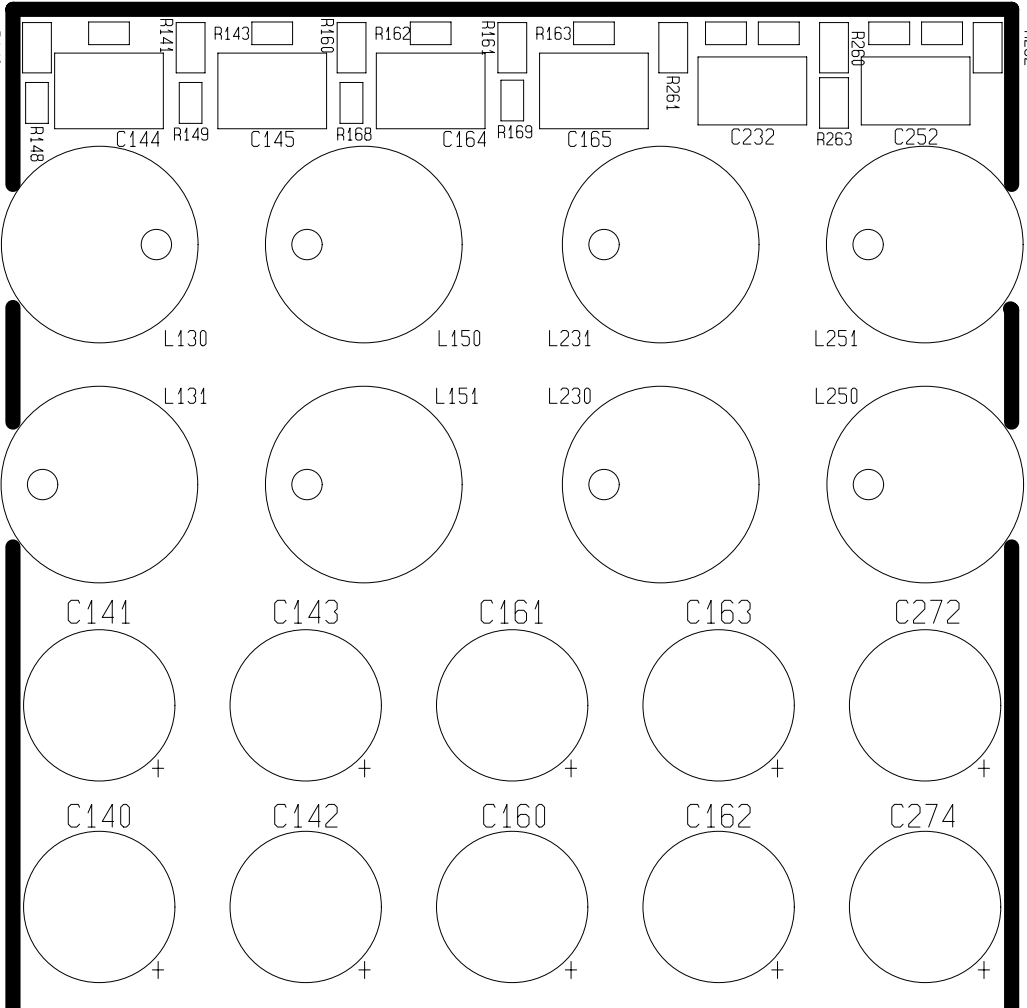 R141
R143
R160
R162
R161
R163
R261
R260
R148
C144
R149
C145
R168
C164
R169
C165
C232
R263
C252
L130
L150
L231
L251
L131
L151
L230
L250
C141
C143
C161
C163
C272
+
+
+
+
+
C140
C142
C160
C162
C274
+
+
+
+
+